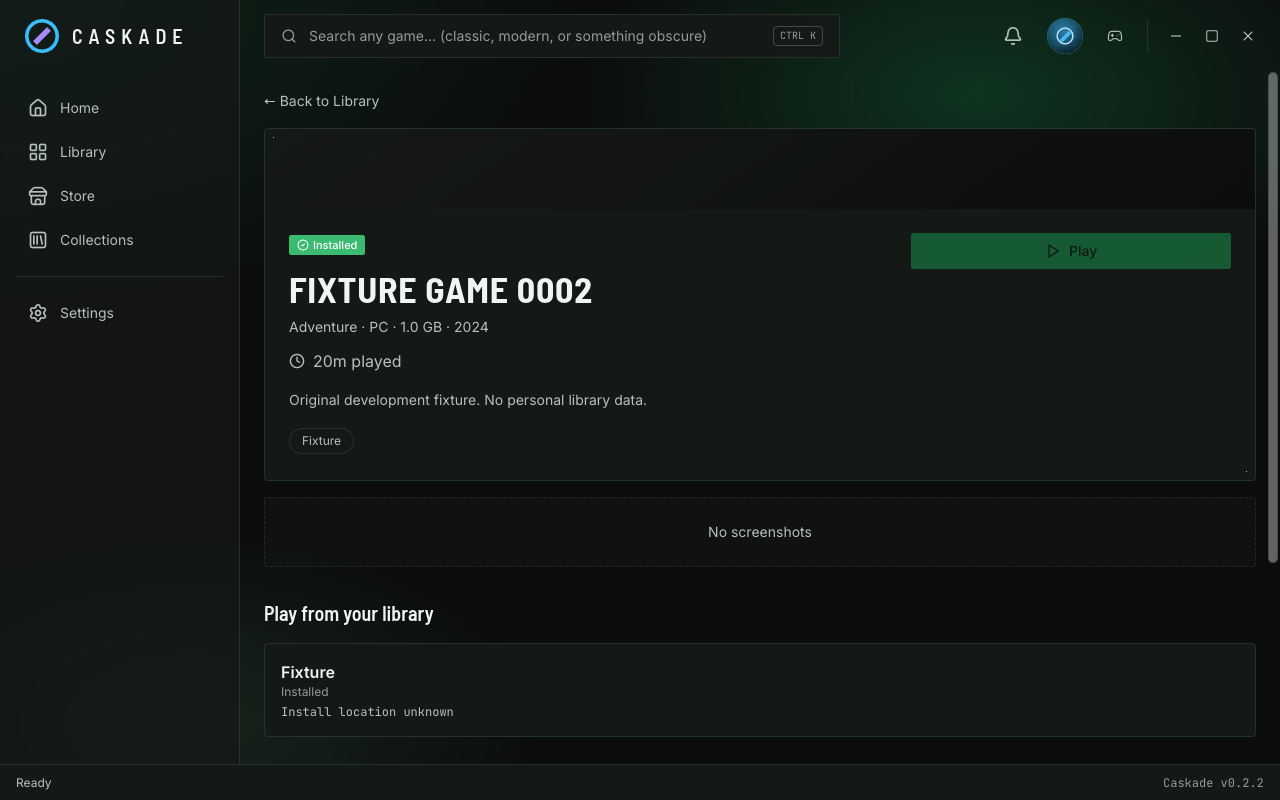 CASKADE
Search any game... (classic, modern, or something obscure)
CTRL K
Home
Library
Store
Collections
Settings
← Back to Library
Installed
Play
FIXTURE GAME 0002
Adventure · PC · 1.0 GB · 2024
20m played
Original development fixture. No personal library data.
Fixture
No screenshots
Play from your library
Fixture
Installed
Install location unknown
Ready
Caskade v0.2.2